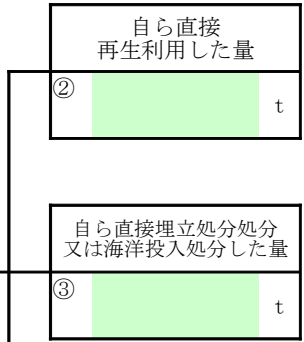 自ら直接
再生利用した量
②
t
自ら直接埋立処分処分
又は海洋投入処分した量
③
t